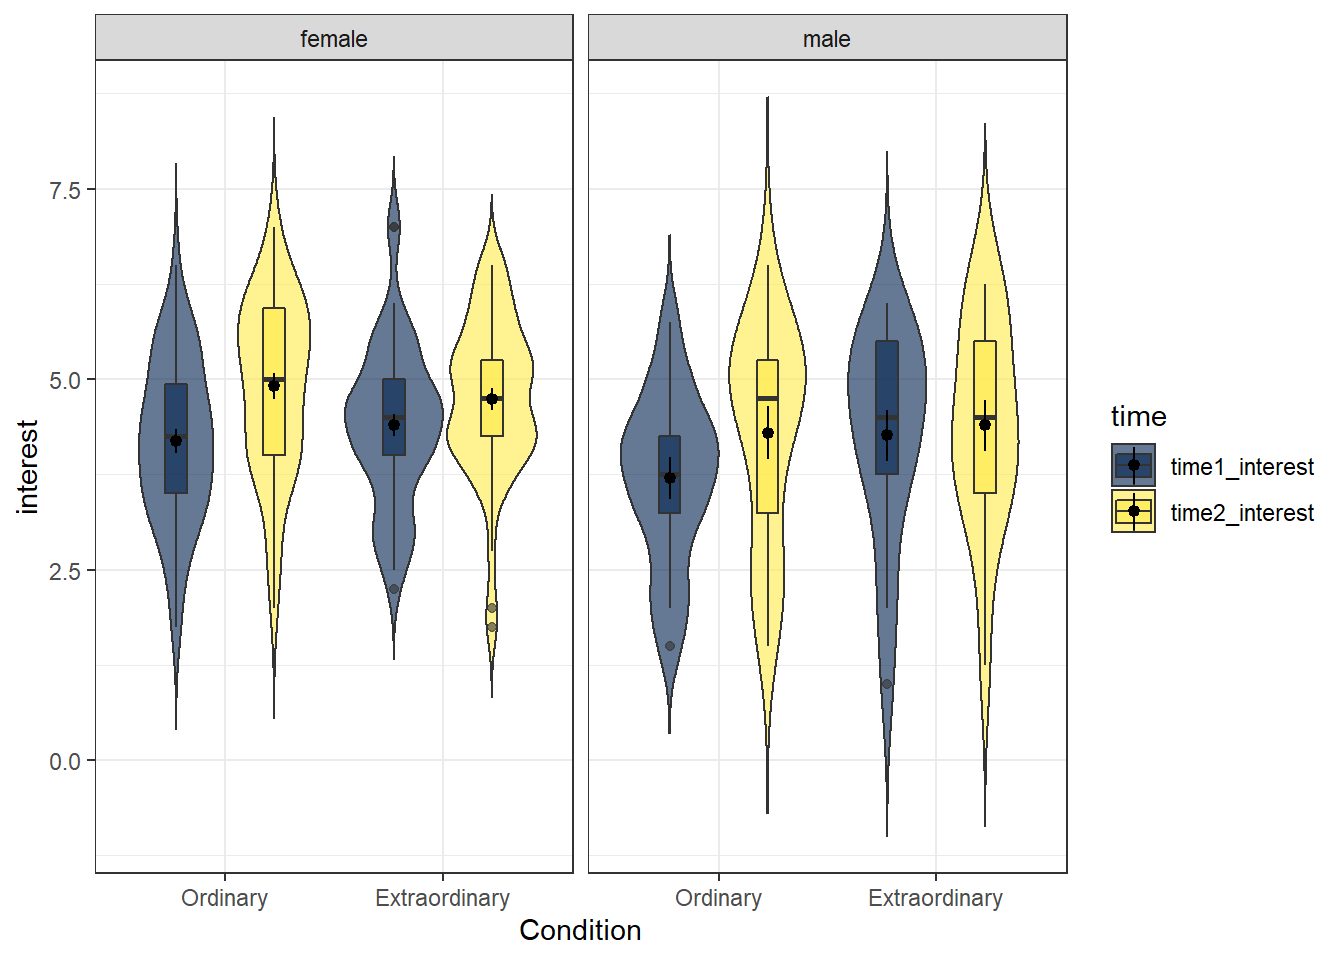 female
male
interest
7.5
5.0
2.5
0.0
Ordinary
Extraordinary
Ordinary
Extraordinary
Condition
time
time1_interest
time2_interest